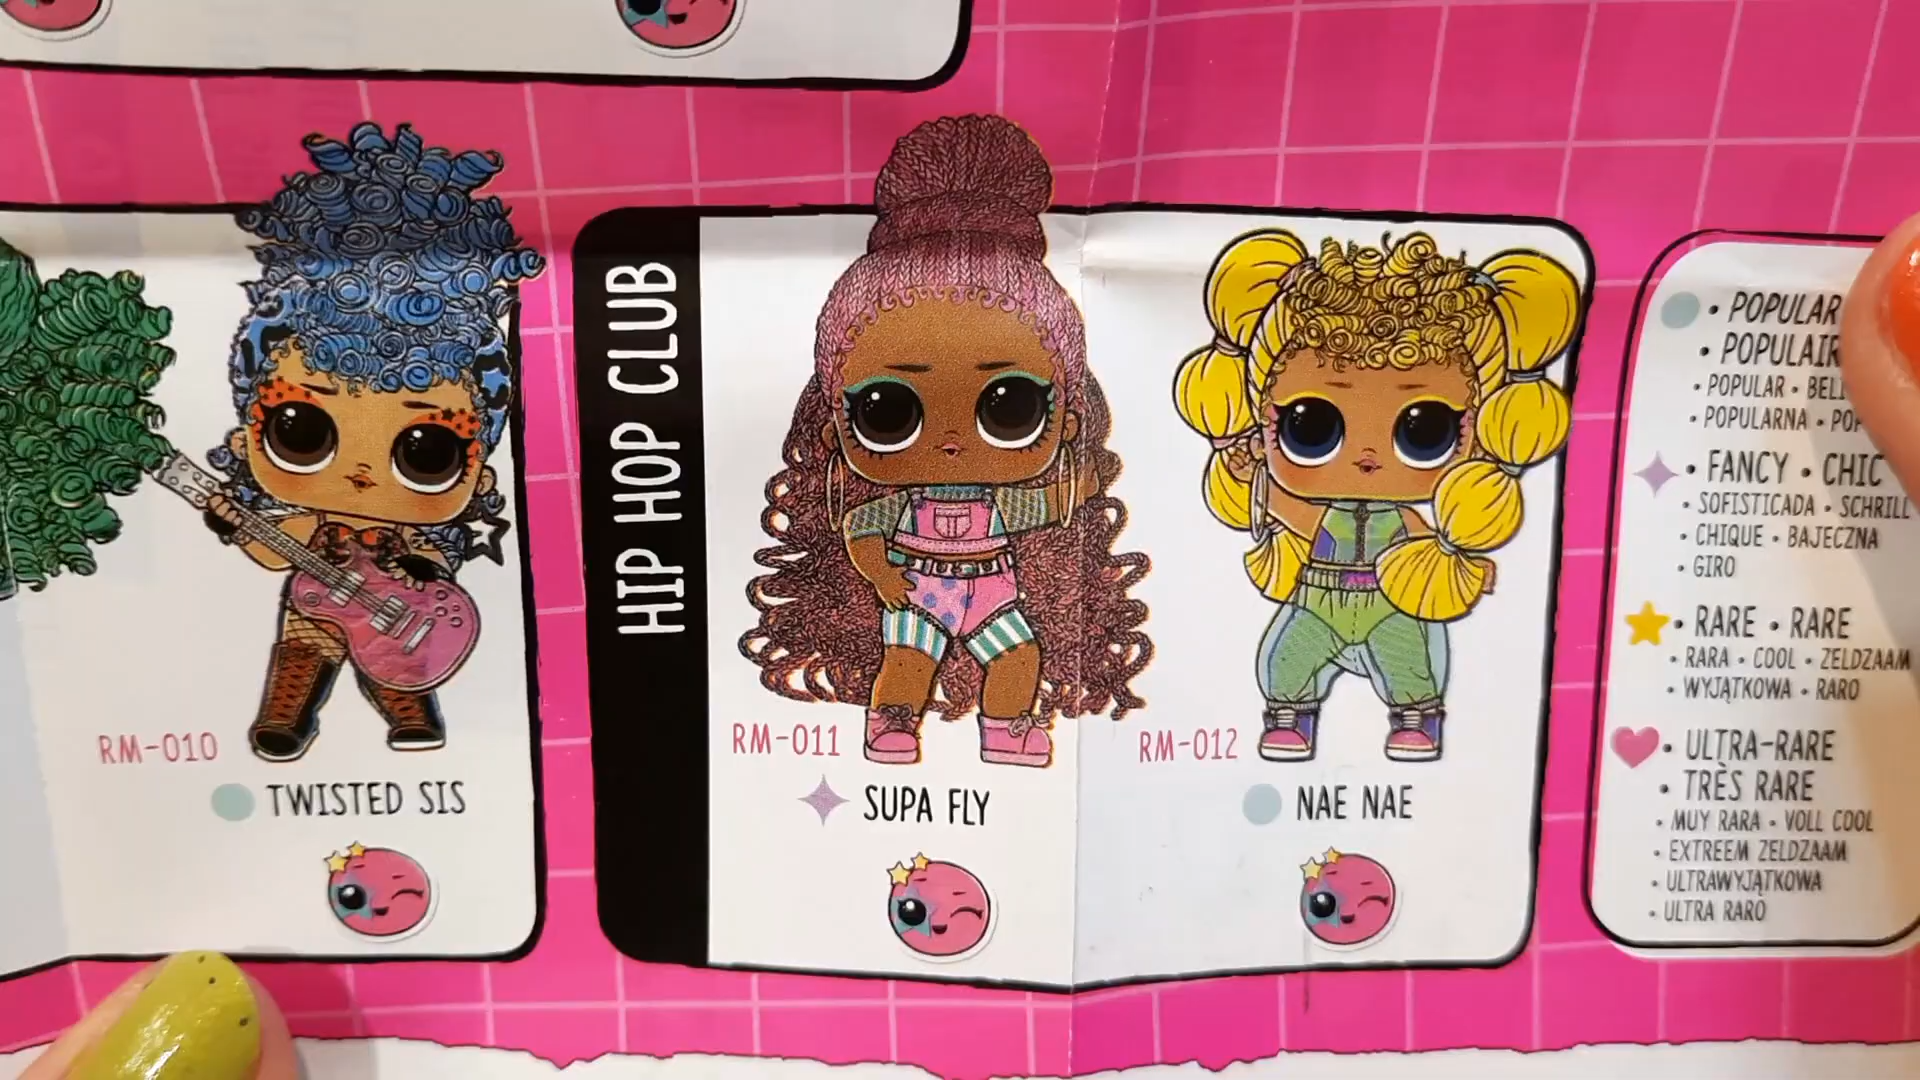 HIP HOP CLUB
RM-010
TWISTED SIS
RM-011
SUPA FLY
RM-012
NAE NAE
• POPULAR
• POPULAIR
• POPULAR •
• POPULARNA •
• FANCY • CHIC
• SOFISTICADA • SCHRILL
• CHIQUE • BAJECZNA
• GIRO
• RARE • RARE
• RARA • COOL • ZELDZAAM
• WYJĄTKOWA • RARO
• ULTRA-RARE
• TRÈS RARE
• MUY RARA • VOLL COOL
• EXTREEM ZELDZAAM
• ULTRAWYJĄTKOWA
• ULTRA RARO